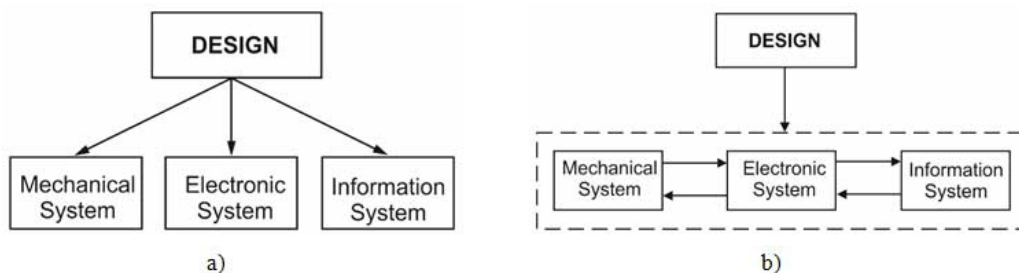 DESIGN
Mechanical
System
Electronic
System
Information
System
a)
DESIGN
Mechanical
System
Electronic
System
Information
System
b)